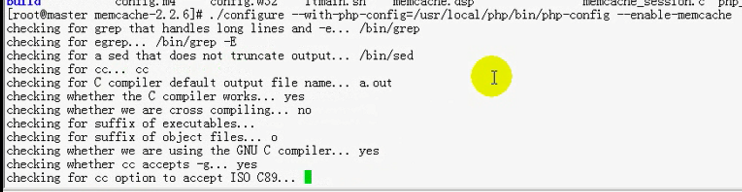 build config.m4 config.w32 ltmain.sh memcache.dsp memcache_session.c
[root@master memcache-2.2.6]# ./configure --with-php-config=/usr/local/php/bin/php-config --enable-memcache
checking for grep that handles long lines and -e... /bin/grep
checking for egrep... /bin/grep -E
checking for a sed that does not truncate output... /bin/sed
checking for cc... cc
checking for C compiler default output file name... a.out
checking whether the C compiler works... yes
checking whether we are cross compiling... no
checking for suffix of executables...
checking for suffix of object files... o
checking whether we are using the GNU C compiler... yes
checking whether cc accepts -g... yes
checking for cc option to accept ISO C89...